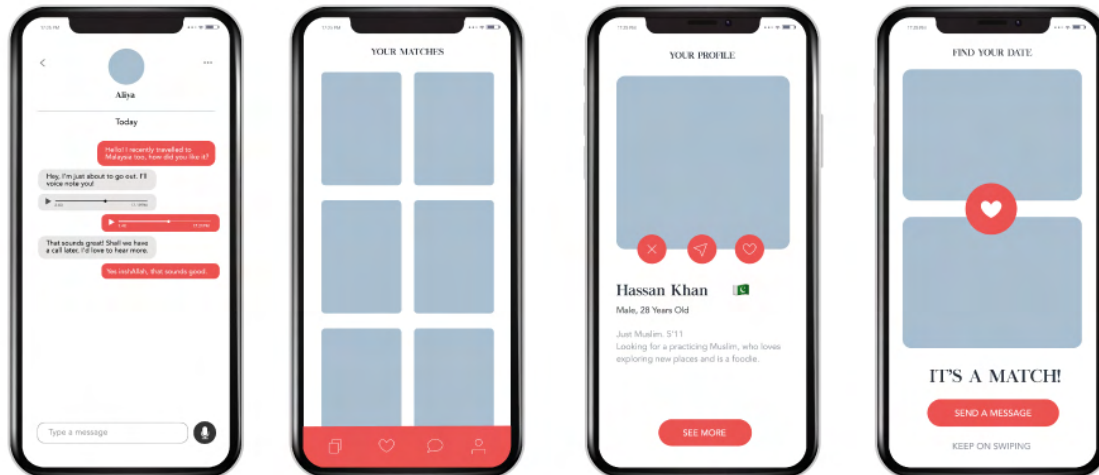 Aliya
Today
Hello! I recently travelled to
Malaysia too, how did you like it?
Hey, I'm just about to go out. I'll
voice note you!
That sounds great! Shall we have
a call later, I'd love to hear more.
Yes inshAllah, that sounds good.
Type a message
YOUR MATCHES
YOUR PROFILE
Hassan Khan
Male, 28 Years Old
Just Muslim. 5'11
Looking for a practicing Muslim, who loves
exploring new places and is a foodie.
SEE MORE
FIND YOUR DATE
IT'S A MATCH!
SEND A MESSAGE
KEEP ON SWIPING